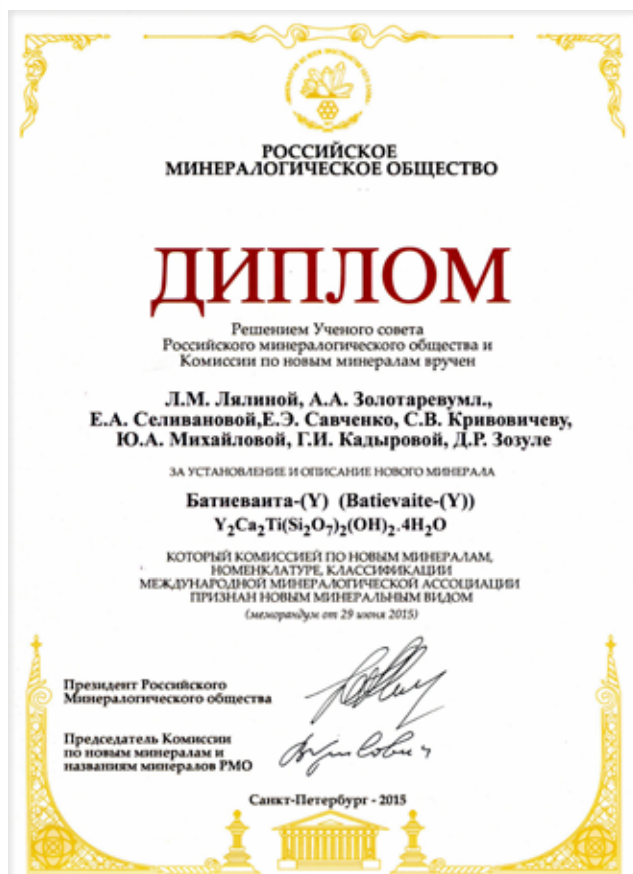 РОССИЙСКОЕ
МИНЕРАЛОГИЧЕСКОЕ ОБЩЕСТВО
ДИПЛОМ
Решением Ученого совета
Российского минералогического общества и
Комиссии по новым минералам вручен
Л.М. Лялиной, А.А. Золотаревумл.,
Е.А. Селивановой,Е.Э. Савченко, С.В. Кривовичеву,
Ю.А. Михайловой, Г.И. Кадыровой, Д.Р. Зозуле
ЗА УСТАНОВЛЕНИЕ И ОПИСАНИЕ НОВОГО МИНЕРАЛА
Батиеваита-(Y) (Batievaite-(Y))
Y₂Ca₂Ti(Si₂O₇)₂(OH)₂.4H₂O
КОТОРЫЙ КОМИССИЕЙ ПО НОВЫМ МИНЕРАЛАМ,
НОМЕНКЛАТУРЕ, КЛАССИФИКАЦИИ
МЕЖДУНАРОДНОЙ МИНЕРАЛОГИЧЕСКОЙ АССОЦИАЦИИ
ПРИЗНАН НОВЫМ МИНЕРАЛЬНЫМ ВИДОМ
(меморандум от 29 июня 2015)
Президент Российского
Минералогического общества
Председатель Комиссии
по новым минералам и
названиям минералов РМО
Санкт-Петербург - 2015